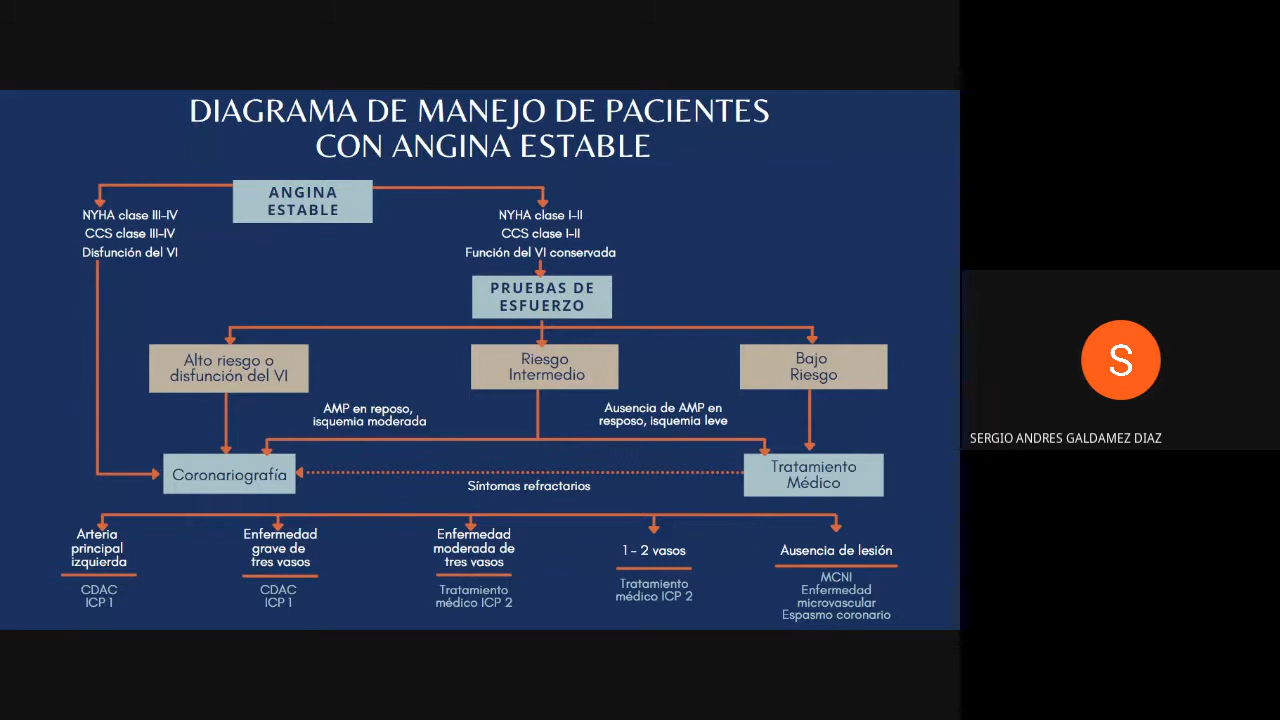 DIAGRAMA DE MANEJO DE PACIENTES
CON ANGINA ESTABLE
ANGINA
ESTABLE
NYHA clase III-IV
CCS clase III-IV
Disfunción del VI
NYHA clase I-II
CCS clase I-II
Función del VI conservada
PRUEBAS DE
ESFUERZO
Alto riesgo o
disfunción del VI
Riesgo
Intermedio
Bajo
Riesgo
AMP en reposo,
isquemia moderada
Ausencia de AMP en
resposo, isquemia leve
Coronariografía
Síntomas refractarios
Tratamiento
Médico
Arteria
principal
izquierda
CDAC
ICP 1
Enfermedad
grave de
tres vasos
CDAC
ICP 1
Enfermedad
moderada de
tres vasos
Tratamiento
médico ICP 2
1 - 2 vasos
Tratamiento
médico ICP 2
Ausencia de lesión
MCNI
Enfermedad
microvascular
Espasmo coronario
S
SERGIO ANDRES GALDAMEZ DIAZ